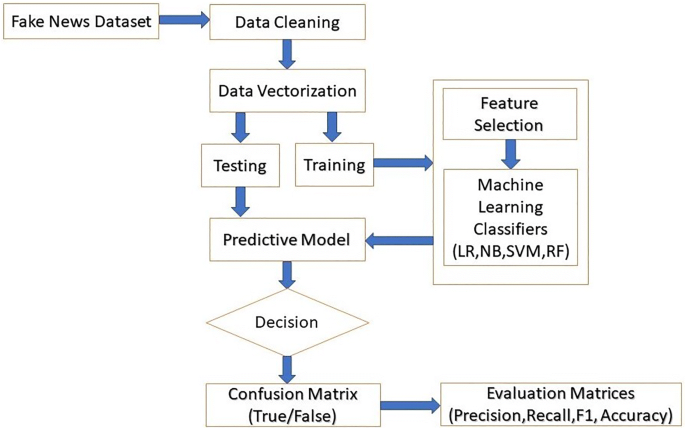 Fake News Dataset
Data Cleaning
Data Vectorization
Testing
Training
Feature
Selection
Machine
Learning
Classifiers
(LR,NB,SVM,RF)
Predictive Model
Decision
Confusion Matrix
(True/False)
Evaluation Matrices
(Precision,Recall,F1, Accuracy)